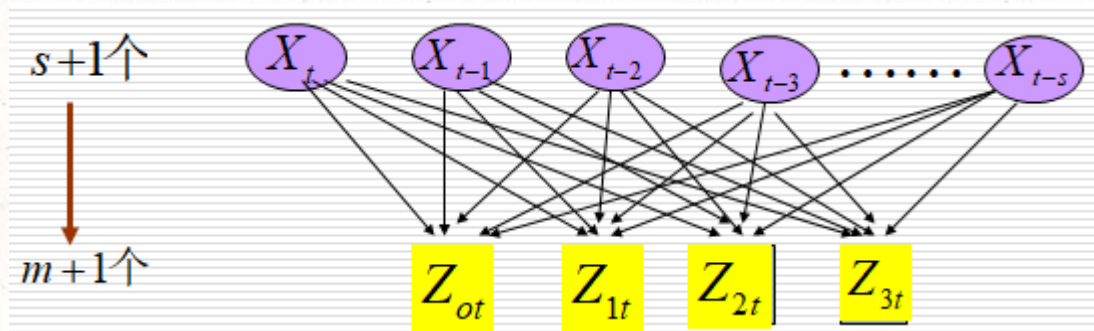 s+1个 X_t X_{t-1} X_{t-2} X_{t-3} ...... X_{t-s}
m+1个 Z_{ot} Z_{1t} Z_{2t} Z_{3t}